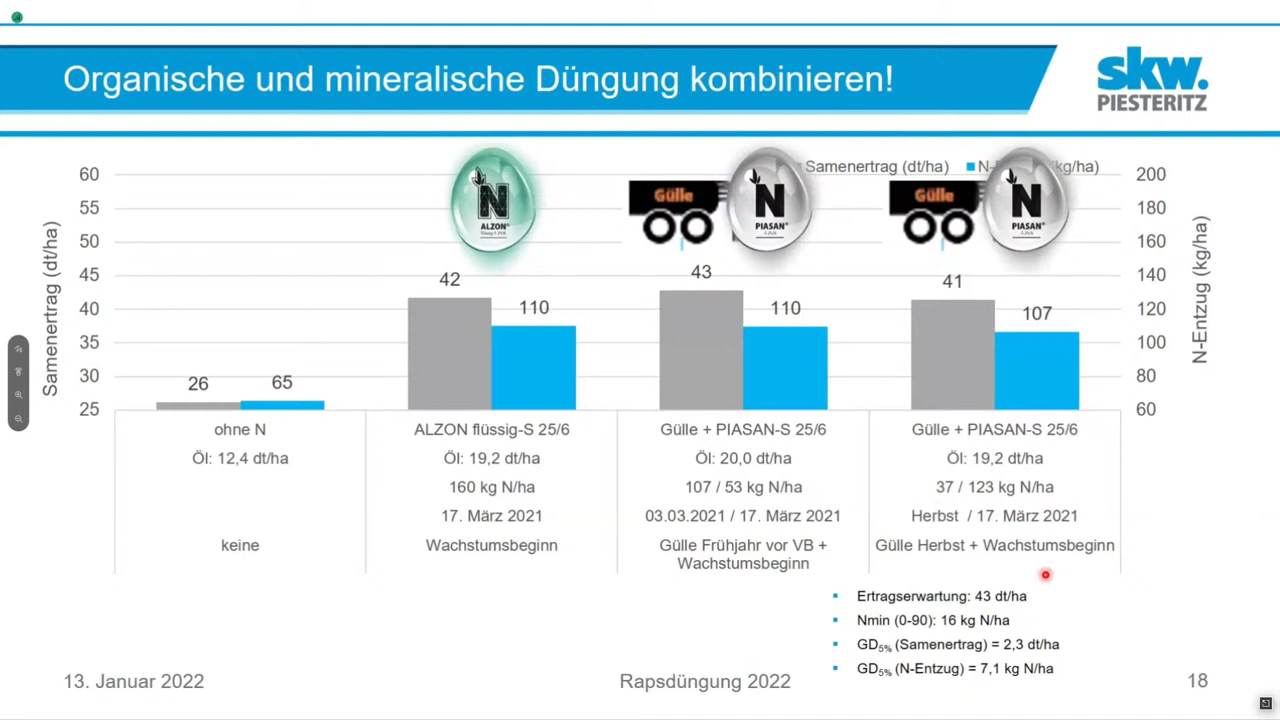 Organische und mineralische Düngung kombinieren!
skw.
PIESTERITZ
Samenertrag (dt/ha)
kg/ha)
Samenertrag (dt/ha)
60
55
50
45
40
35
30
25
N-Entzug (kg/ha)
200
180
160
140
120
100
80
60
N
ALZON®
Gülle
N
PIASAN®
Gülle
N
PIASAN®
26
65
42
110
43
110
41
107
ohne N
Öl: 12,4 dt/ha
keine
ALZON flüssig-S 25/6
Öl: 19,2 dt/ha
160 kg N/ha
17. März 2021
Wachstumsbeginn
Gülle + PIASAN-S 25/6
Öl: 20,0 dt/ha
107 / 53 kg N/ha
03.03.2021 / 17. März 2021
Gülle Frühjahr vor VB +
Wachstumsbeginn
Gülle + PIASAN-S 25/6
Öl: 19,2 dt/ha
37 / 123 kg N/ha
Herbst / 17. März 2021
Gülle Herbst + Wachstumsbeginn
Ertragserwartung: 43 dt/ha
Nmin (0-90): 16 kg N/ha
GD5% (Samenertrag) = 2,3 dt/ha
GD5% (N-Entzug) = 7,1 kg N/ha
13. Januar 2022
Rapsdüngung 2022
18